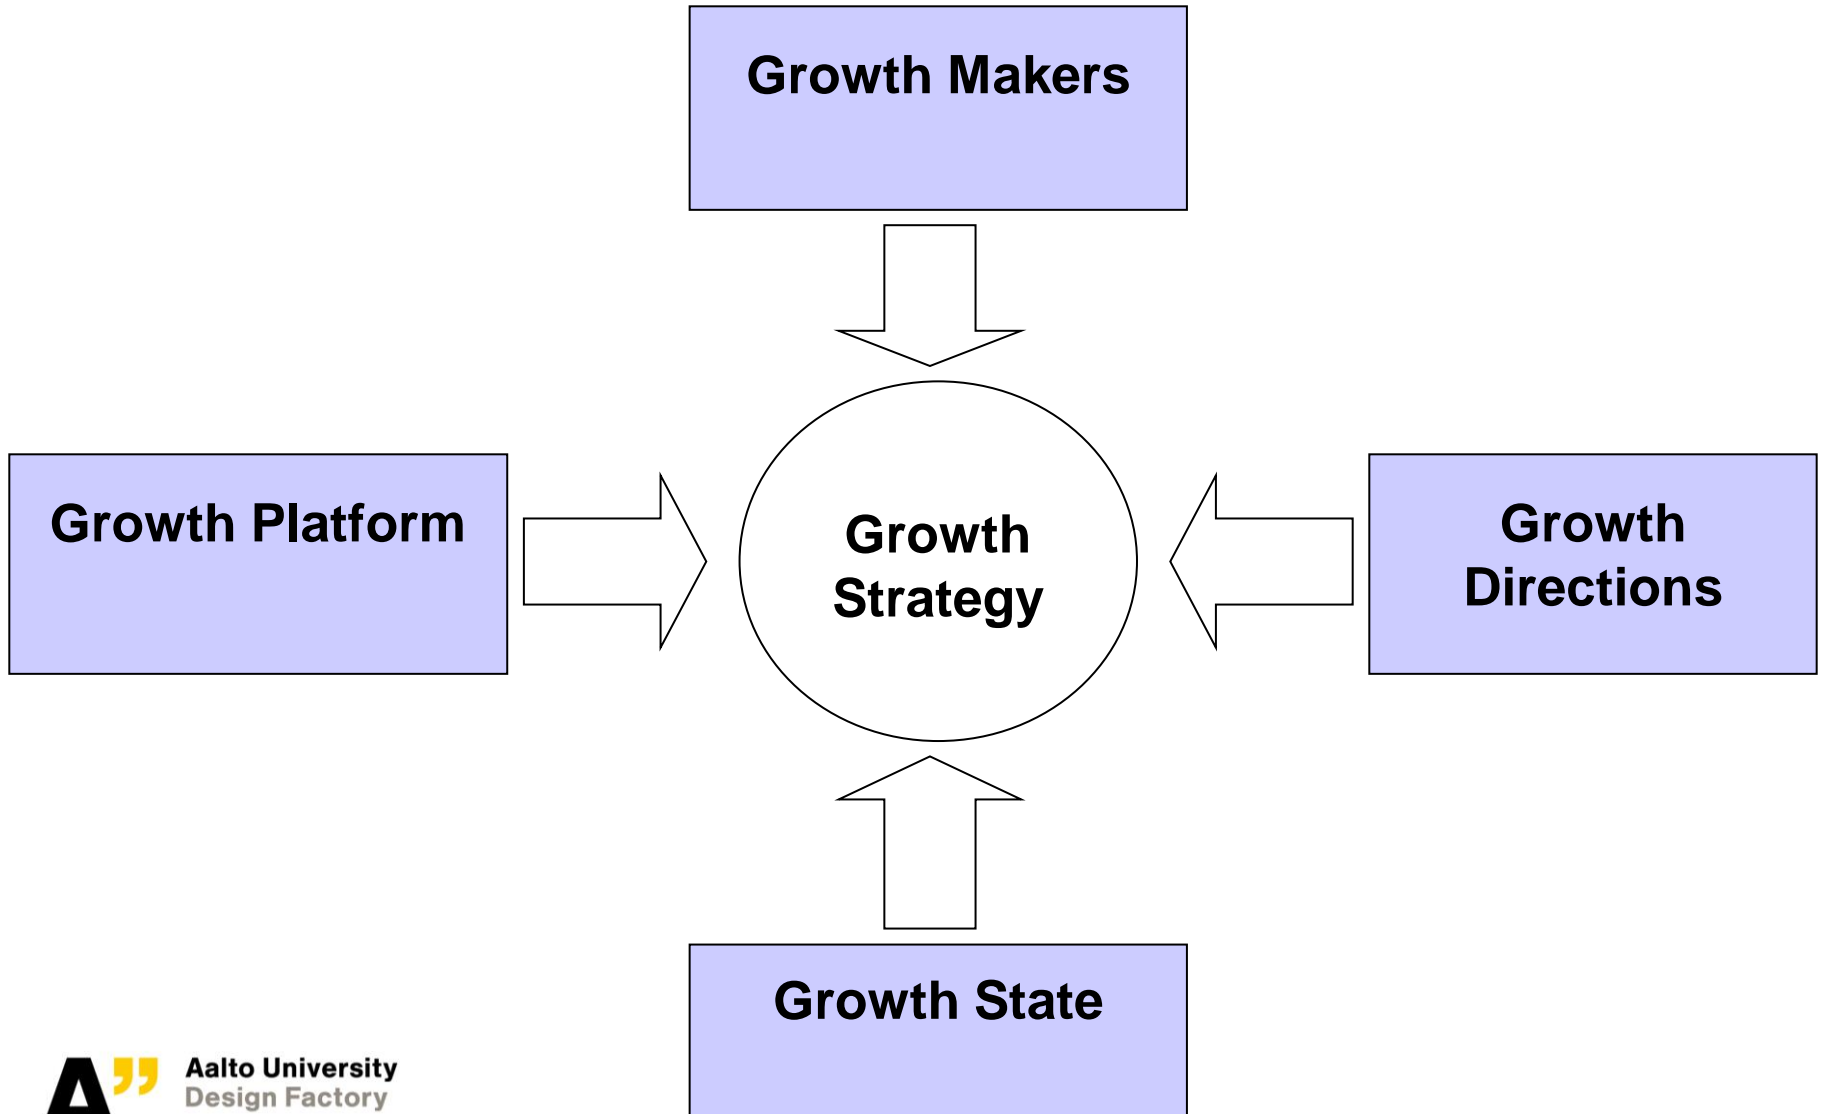 Growth Makers
Growth Platform
Growth
Strategy
Growth
Directions
Growth State
A”
Aalto University
Design Factory